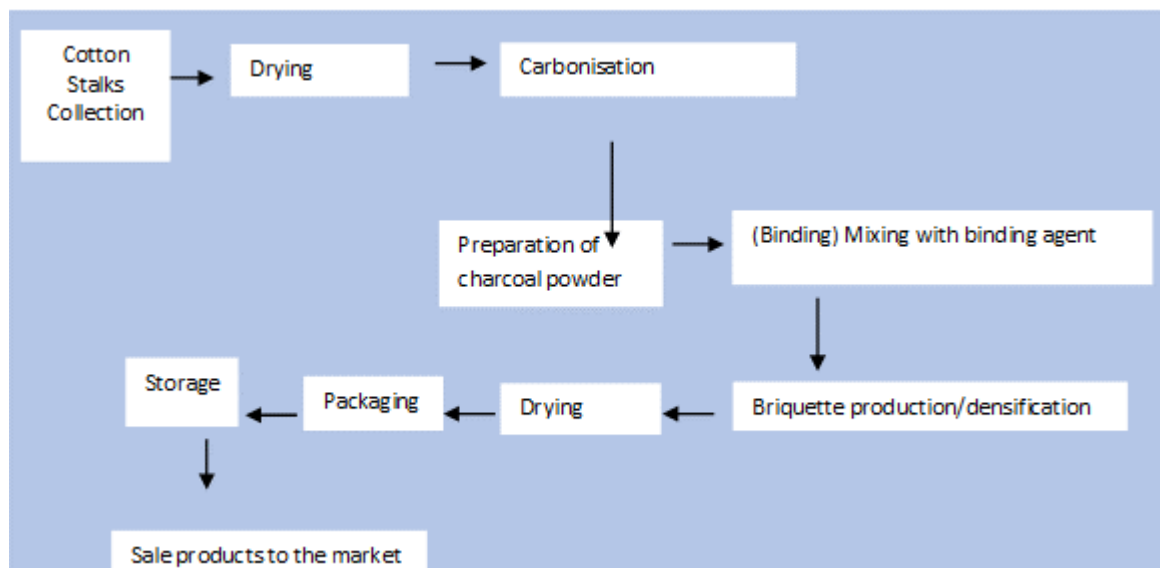 Cotton
Stalks
Collection
Drying
Carbonisation
Preparation of
charcoal powder
(Binding) Mixing with binding agent
Briquette production/densification
Drying
Packaging
Storage
Sale products to the market